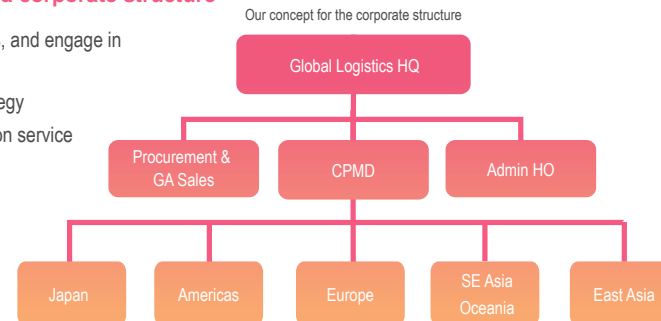 d corporate structure
Our concept for the corporate structure
, and engage in
Global Logistics HQ
egy
on service
Procurement &
GA Sales
CPMD
Admin HO
Japan
Americas
Europe
SE Asia
Oceania
East Asia